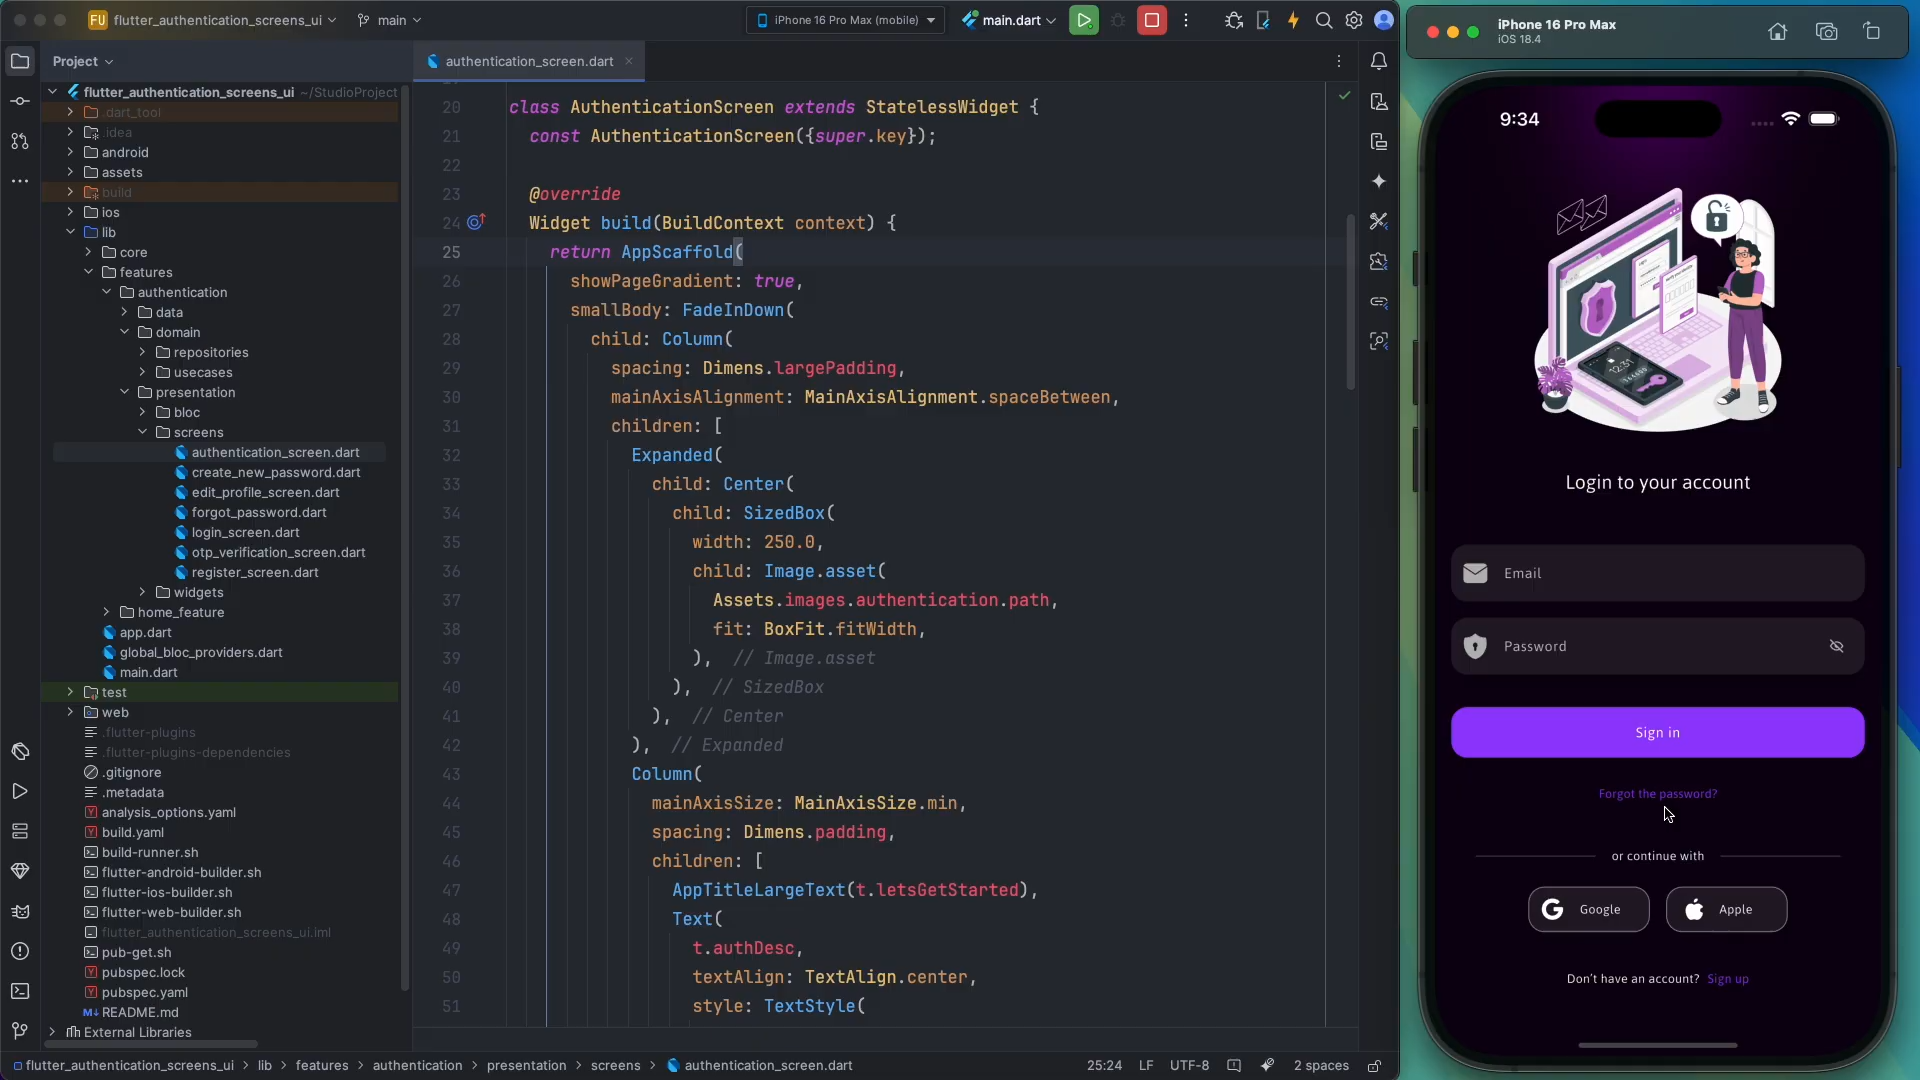 FU flutter_authentication_screens_ui main iPhone 16 Pro Max (mobile) main.dart
Project
authentication_screen.dart
flutter_authentication_screens_ui ~/StudioProject
.dart_tool
.idea
android
assets
build
ios
lib
core
features
authentication
data
domain
repositories
usecases
presentation
bloc
screens
authentication_screen.dart
create_new_password.dart
edit_profile_screen.dart
forgot_password.dart
login_screen.dart
otp_verification_screen.dart
register_screen.dart
widgets
home_feature
app.dart
global_bloc_providers.dart
main.dart
test
web
.flutter-plugins
.flutter-plugins-dependencies
.gitignore
.metadata
analysis_options.yaml
build.yaml
build-runner.sh
flutter-android-builder.sh
flutter-ios-builder.sh
flutter-web-builder.sh
flutter_authentication_screens_ui.iml
pub-get.sh
pubspec.lock
pubspec.yaml
README.md
External Libraries
20 class AuthenticationScreen extends StatelessWidget {
21 const AuthenticationScreen({super.key});
22
23 @override
24 Widget build(BuildContext context) {
25 return AppScaffold(
26 showPageGradient: true,
27 smallBody: FadeInDown(
28 child: Column(
29 spacing: Dimens.largePadding,
30 mainAxisAlignment: MainAxisAlignment.spaceBetween,
31 children: [
32 Expanded(
33 child: Center(
34 child: SizedBox(
35 width: 250.0,
36 child: Image.asset(
37 Assets.images.authentication.path,
38 fit: BoxFit.fitWidth,
39 ), // Image.asset
40 ), // SizedBox
41 ), // Center
42 ), // Expanded
43 Column(
44 mainAxisSize: MainAxisSize.min,
45 spacing: Dimens.padding,
46 children: [
47 AppTitleLargeText(t.letsGetStarted),
48 Text(
49 t.authDesc,
50 textAlign: TextAlign.center,
51 style: TextStyle(
flutter_authentication_screens_ui > lib > features > authentication > presentation > screens > authentication_screen.dart 25:24 LF UTF-8 2 spaces
iPhone 16 Pro Max
iOS 18.4
9:34
12:31
Login to your account
Email
Password
Sign in
Forgot the password?
or continue with
Google
Apple
Don't have an account? Sign up